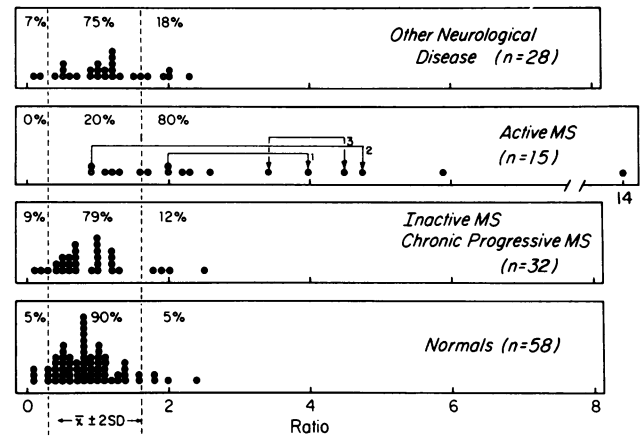 7% 75% 18%
Other Neurological
Disease (n=28)
0% 20% 80%
Active MS
(n=15)
3
2
1
14
9% 79% 12%
Inactive MS
Chronic Progressive MS
(n=32)
5% 90% 5%
Normals (n=58)
0 2 4 6 8
x̄ ± 2SD
Ratio